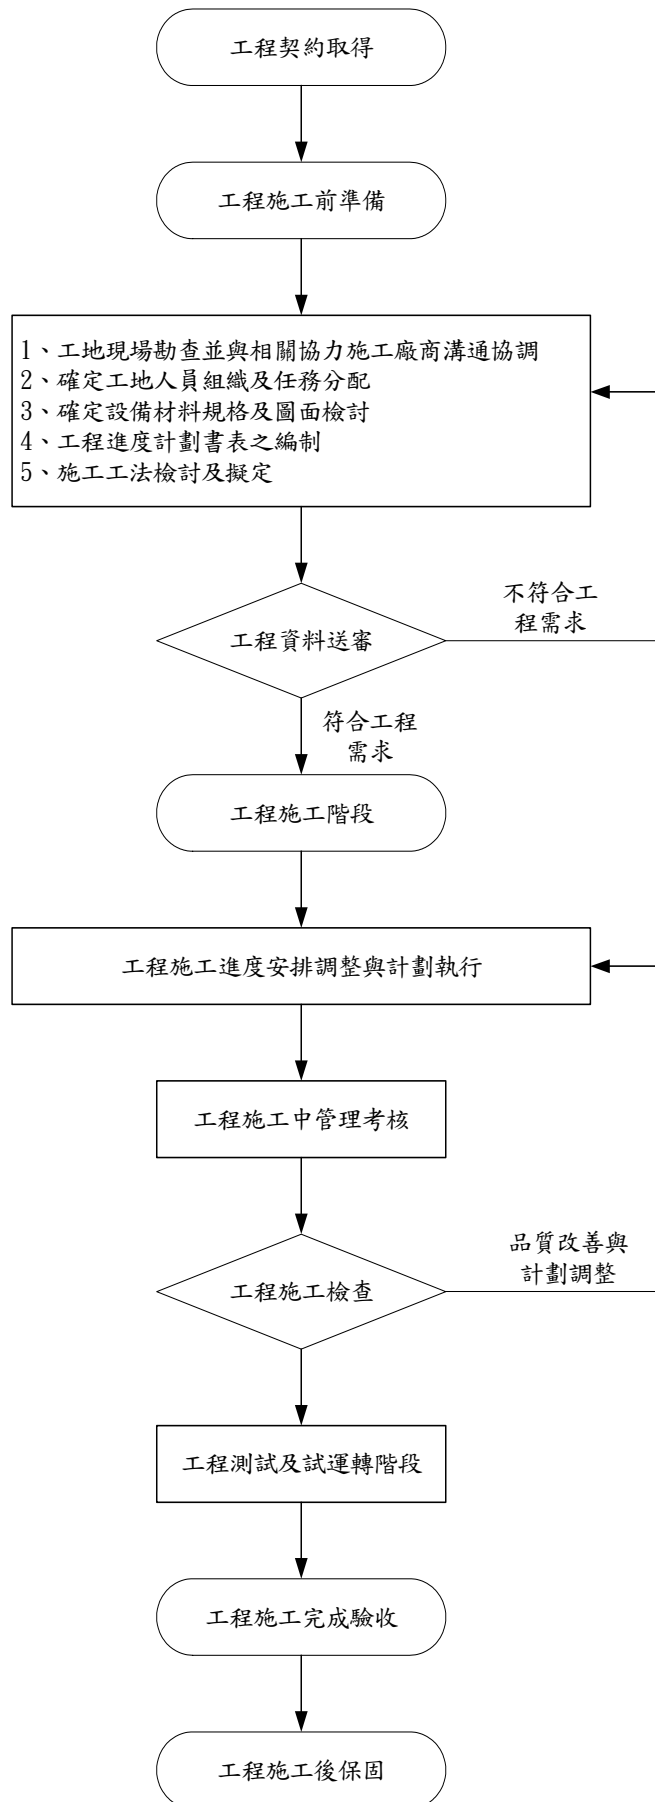 工程契約取得
工程施工前準備
1、工地現場勘查並與相關協力施工廠商溝通協調
2、確定工地人員組織及任務分配
3、確定設備材料規格及圖面檢討
4、工程進度計劃書表之編制
5、施工工法檢討及擬定
不符合工
程需求
工程資料送審
符合工程
需求
工程施工階段
工程施工進度安排調整與計劃執行
工程施工中管理考核
品質改善與
計劃調整
工程施工檢查
工程測試及試運轉階段
工程施工完成驗收
工程施工後保固